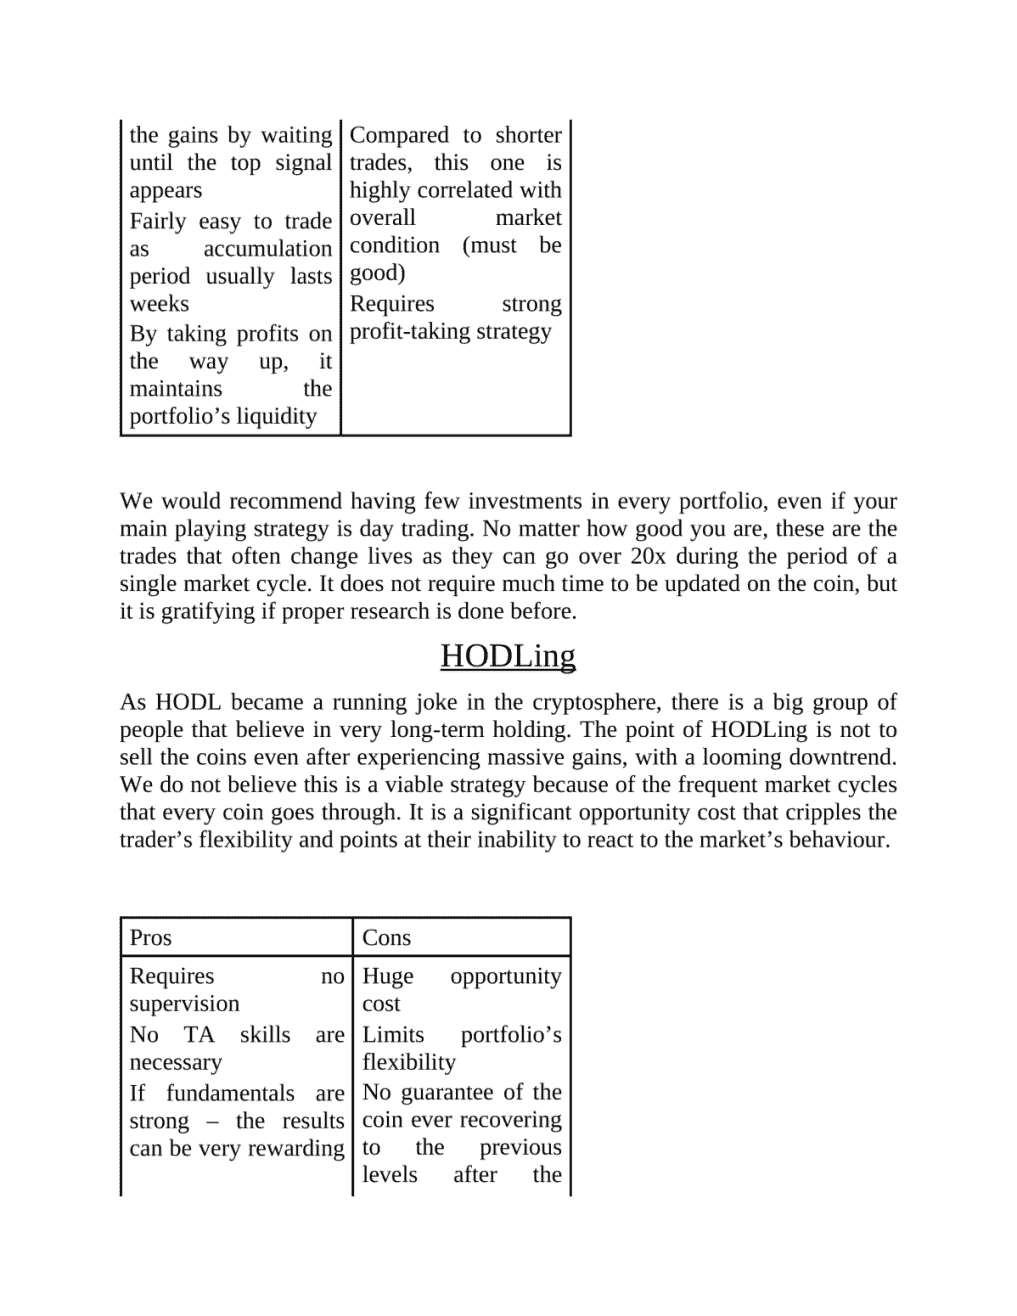 the gains by waiting
until the top signal
appears
Fairly easy to trade
as accumulation
period usually lasts
weeks
By taking profits on
the way up, it
maintains the
portfolio’s liquidity
Compared to shorter
trades, this one is
highly correlated with
overall market
condition (must be
good)
Requires strong
profit-taking strategy
We would recommend having few investments in every portfolio, even if your
main playing strategy is day trading. No matter how good you are, these are the
trades that often change lives as they can go over 20x during the period of a
single market cycle. It does not require much time to be updated on the coin, but
it is gratifying if proper research is done before.
HODLing
As HODL became a running joke in the cryptosphere, there is a big group of
people that believe in very long-term holding. The point of HODLing is not to
sell the coins even after experiencing massive gains, with a looming downtrend.
We do not believe this is a viable strategy because of the frequent market cycles
that every coin goes through. It is a significant opportunity cost that cripples the
trader’s flexibility and points at their inability to react to the market’s behaviour.
Pros
Cons
Requires no
supervision
No TA skills are
necessary
If fundamentals are
strong – the results
can be very rewarding
Huge opportunity
cost
Limits portfolio’s
flexibility
No guarantee of the
coin ever recovering
to the previous
levels after the